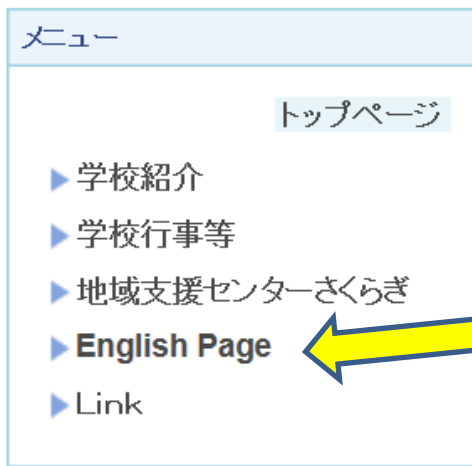 メニュー
トップページ
学校紹介
学校行事等
地域支援センターさくらぎ
English Page
Link